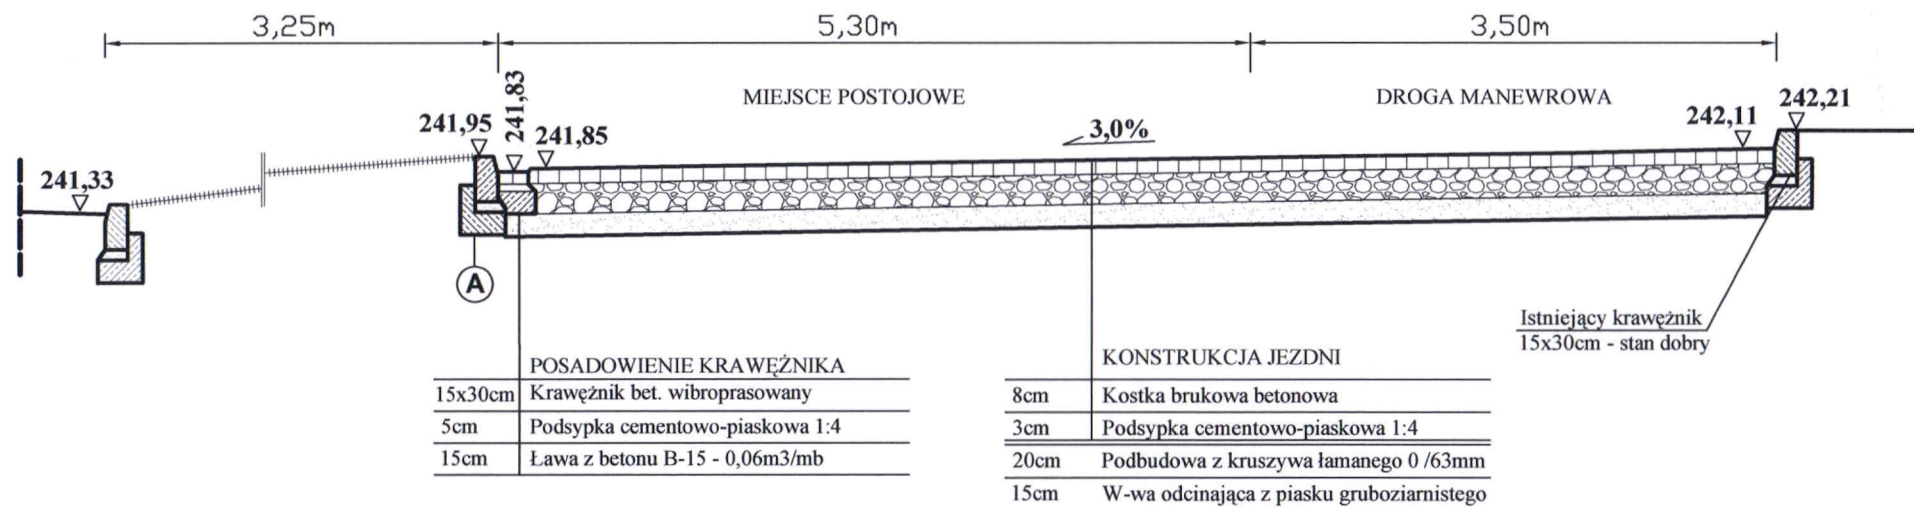 3,25m 5,30m 3,50m
MIEJSCE POSTOJOWE DROGA MANEWROWA
241,33
241,95
241,83
241,85
3,0%
242,11
242,21
A
Istniejący krawężnik
15x30cm - stan dobry
POSADOWIENIE KRAWĘŻNIKA
15x30cm Krawężnik bet. wibroprasowany
5cm Podsypka cementowo-piaskowa 1:4
15cm Ława z betonu B-15 - 0,06m3/mb
KONSTRUKCJA JEZDNI
8cm Kostka brukowa betonowa
3cm Podsypka cementowo-piaskowa 1:4
20cm Podbudowa z kruszywa łamanego 0 /63mm
15cm W-wa odcinająca z piasku gruboziarnistego